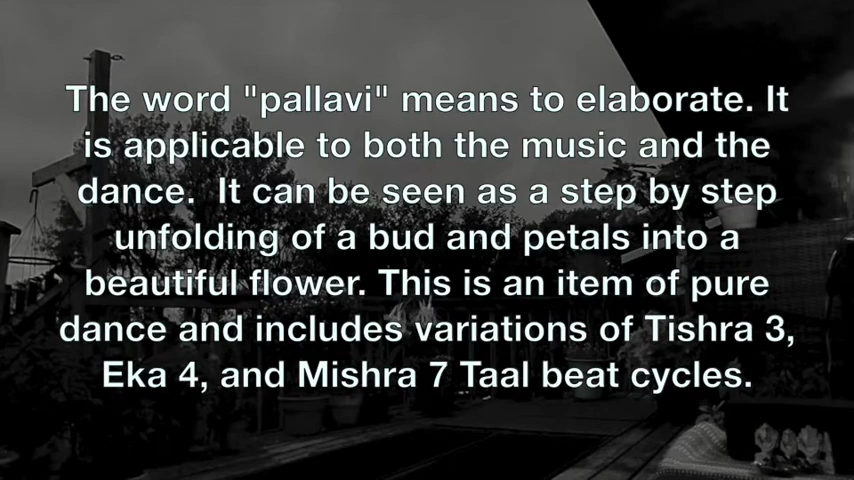 The word "pallavi" means to elaborate. It
is applicable to both the music and the
dance.  It can be seen as a step by step
unfolding of a bud and petals into a
beautiful flower. This is an item of pure
dance and includes variations of Tishra 3,
Eka 4, and Mishra 7 Taal beat cycles.